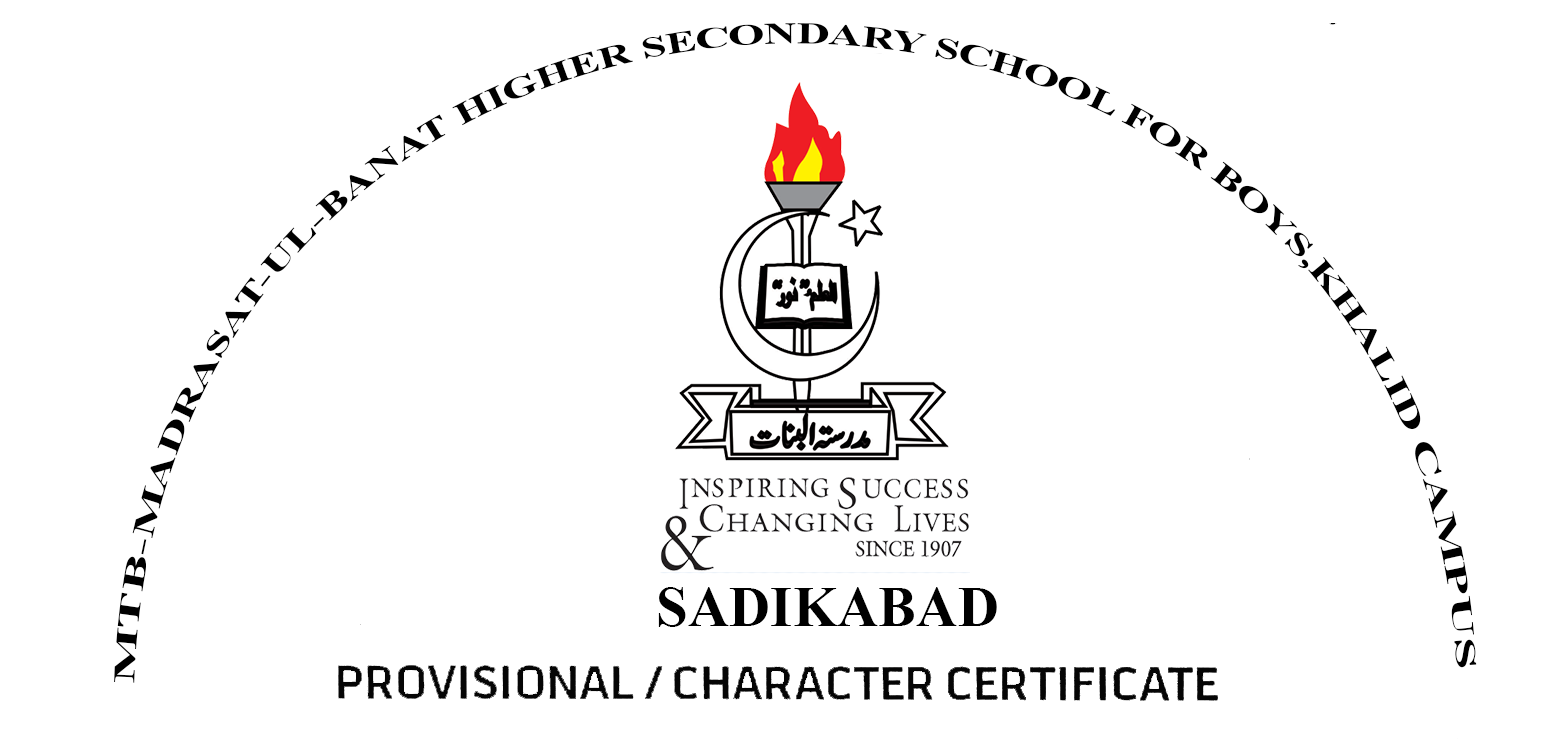 MTB-MADRASAT-UL-BANAT HIGHER SECONDARY SCHOOL FOR BOYS,KHALID CAMPUS
العلم نور
مدرستہ البنات
INSPIRING SUCCESS
& CHANGING LIVES
SINCE 1907
SADIKABAD
PROVISIONAL / CHARACTER CERTIFICATE